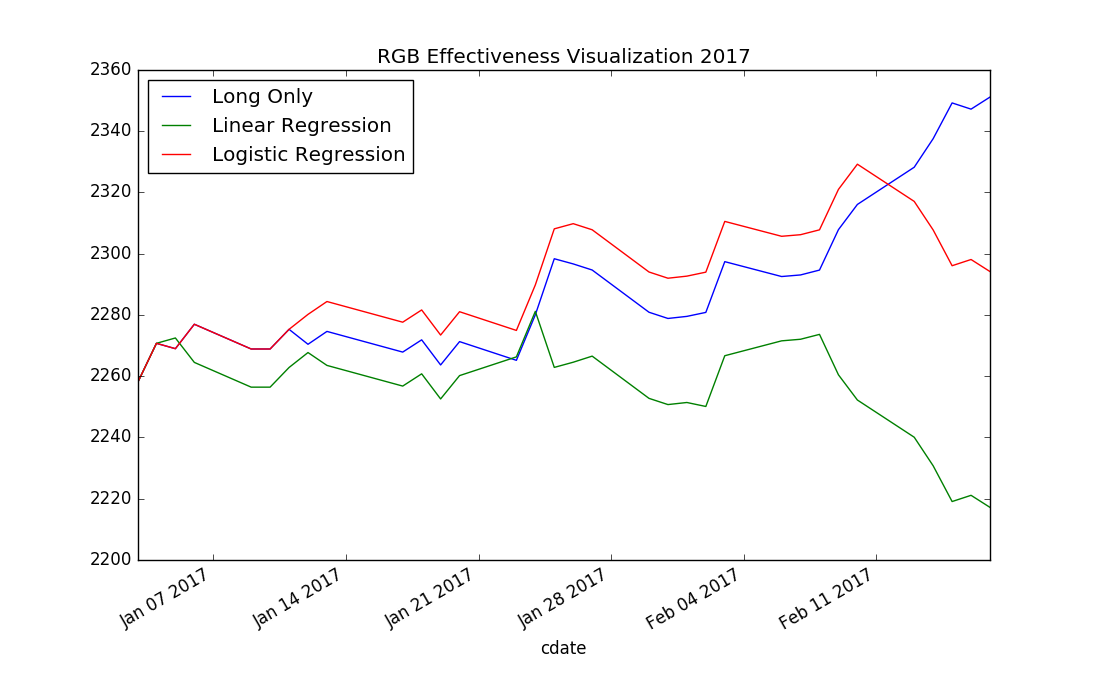 RGB Effectiveness Visualization 2017
2360
2340
2320
2300
2280
2260
2240
2220
2200
Long Only
Linear Regression
Logistic Regression
Jan 07 2017
Jan 14 2017
Jan 21 2017
Jan 28 2017
Feb 04 2017
Feb 11 2017
cdate